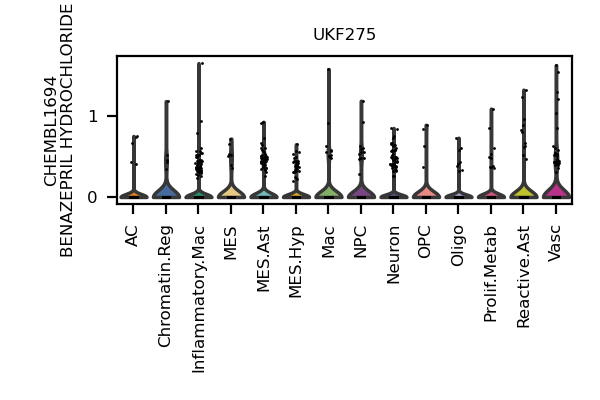 UKF275
CHEMBL1694
BENAZEPRIL HYDROCHLORIDE
1
0
AC
Chromatin.Reg
Inflammatory.Mac
MES
MES.Ast
MES.Hyp
Mac
NPC
Neuron
OPC
Oligo
Prolif.Metab
Reactive.Ast
Vasc